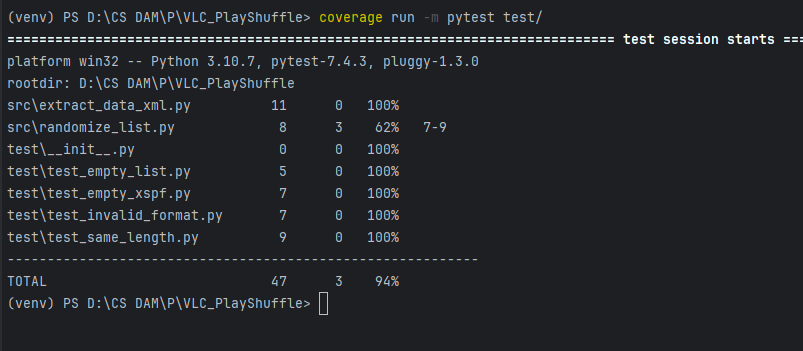 (venv) PS D:\CS DAM\P\VLC_PlayShuffle> coverage run -m pytest test/
============================================================================ test session starts ===
platform win32 -- Python 3.10.7, pytest-7.4.3, pluggy-1.3.0
rootdir: D:\CS DAM\P\VLC_PlayShuffle
src\extract_data_xml.py          11      0   100%
src\randomize_list.py             8      3    62%   7-9
test\__init__.py                  0      0   100%
test\test_empty_list.py           5      0   100%
test\test_empty_xspf.py           7      0   100%
test\test_invalid_format.py       7      0   100%
test\test_same_length.py          9      0   100%
-----------------------------------------------------------
TOTAL                            47      3    94%
(venv) PS D:\CS DAM\P\VLC_PlayShuffle>